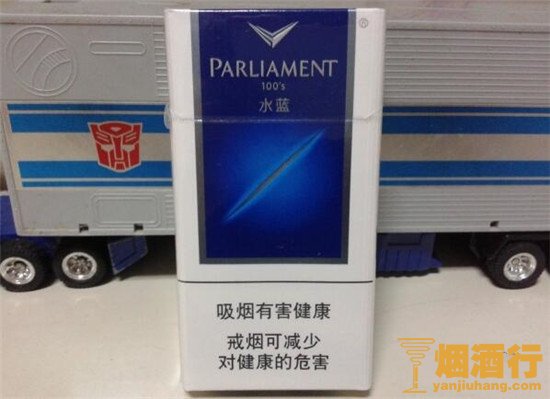 PARLIAMENT
®
100's
水蓝
吸烟有害健康
戒烟可减少
对健康的危害
烟酒行
yanjiuhang.com